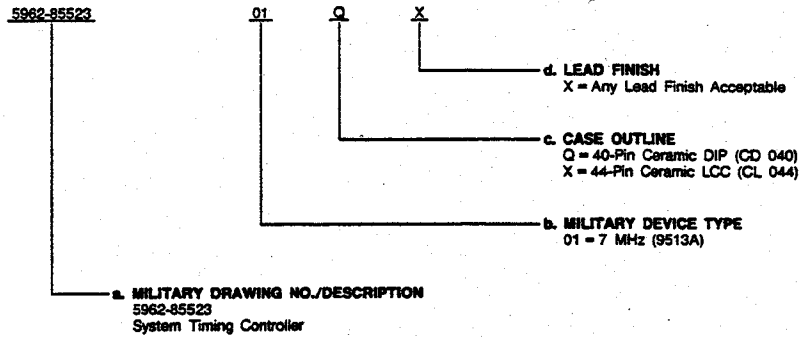 5962-85523 01 Q X
d. LEAD FINISH
X = Any Lead Finish Acceptable
c. CASE OUTLINE
Q = 40-Pin Ceramic DIP (CD 040)
X = 44-Pin Ceramic LCC (CL 044)
b. MILITARY DEVICE TYPE
01 = 7 MHz (9513A)
a. MILITARY DRAWING NO./DESCRIPTION
5962-85523
System Timing Controller